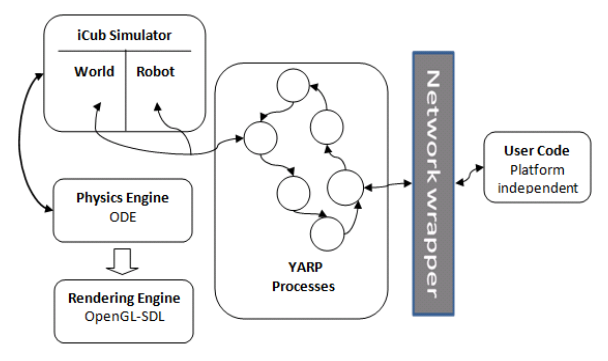 iCub Simulator
World
Robot
Physics Engine
ODE
Rendering Engine
OpenGL-SDL
YARP
Processes
Network wrapper
User Code
Platform
independent